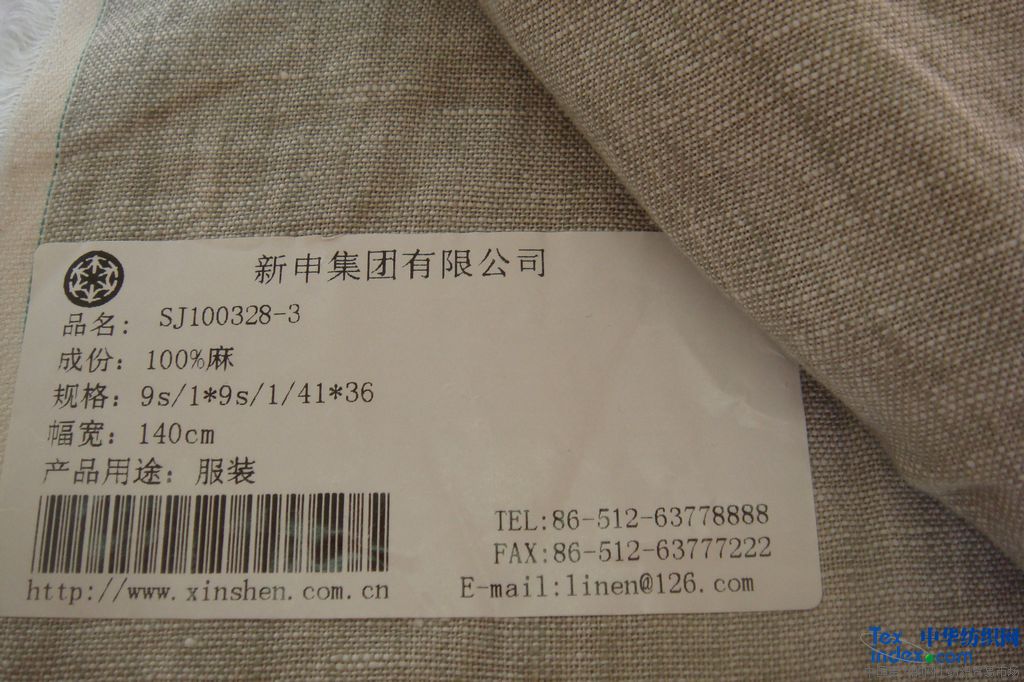 新申集团有限公司
品名: SJ100328-3
成份: 100%麻
规格: 9s/1*9s/1/41*36
幅宽: 140cm
产品用途: 服装
TEL:86-512-63778888
FAX:86-512-63777222
http://www.xinshen.com.cn
E-mail:linen@126.com
Tex 中华纺织网
index.com